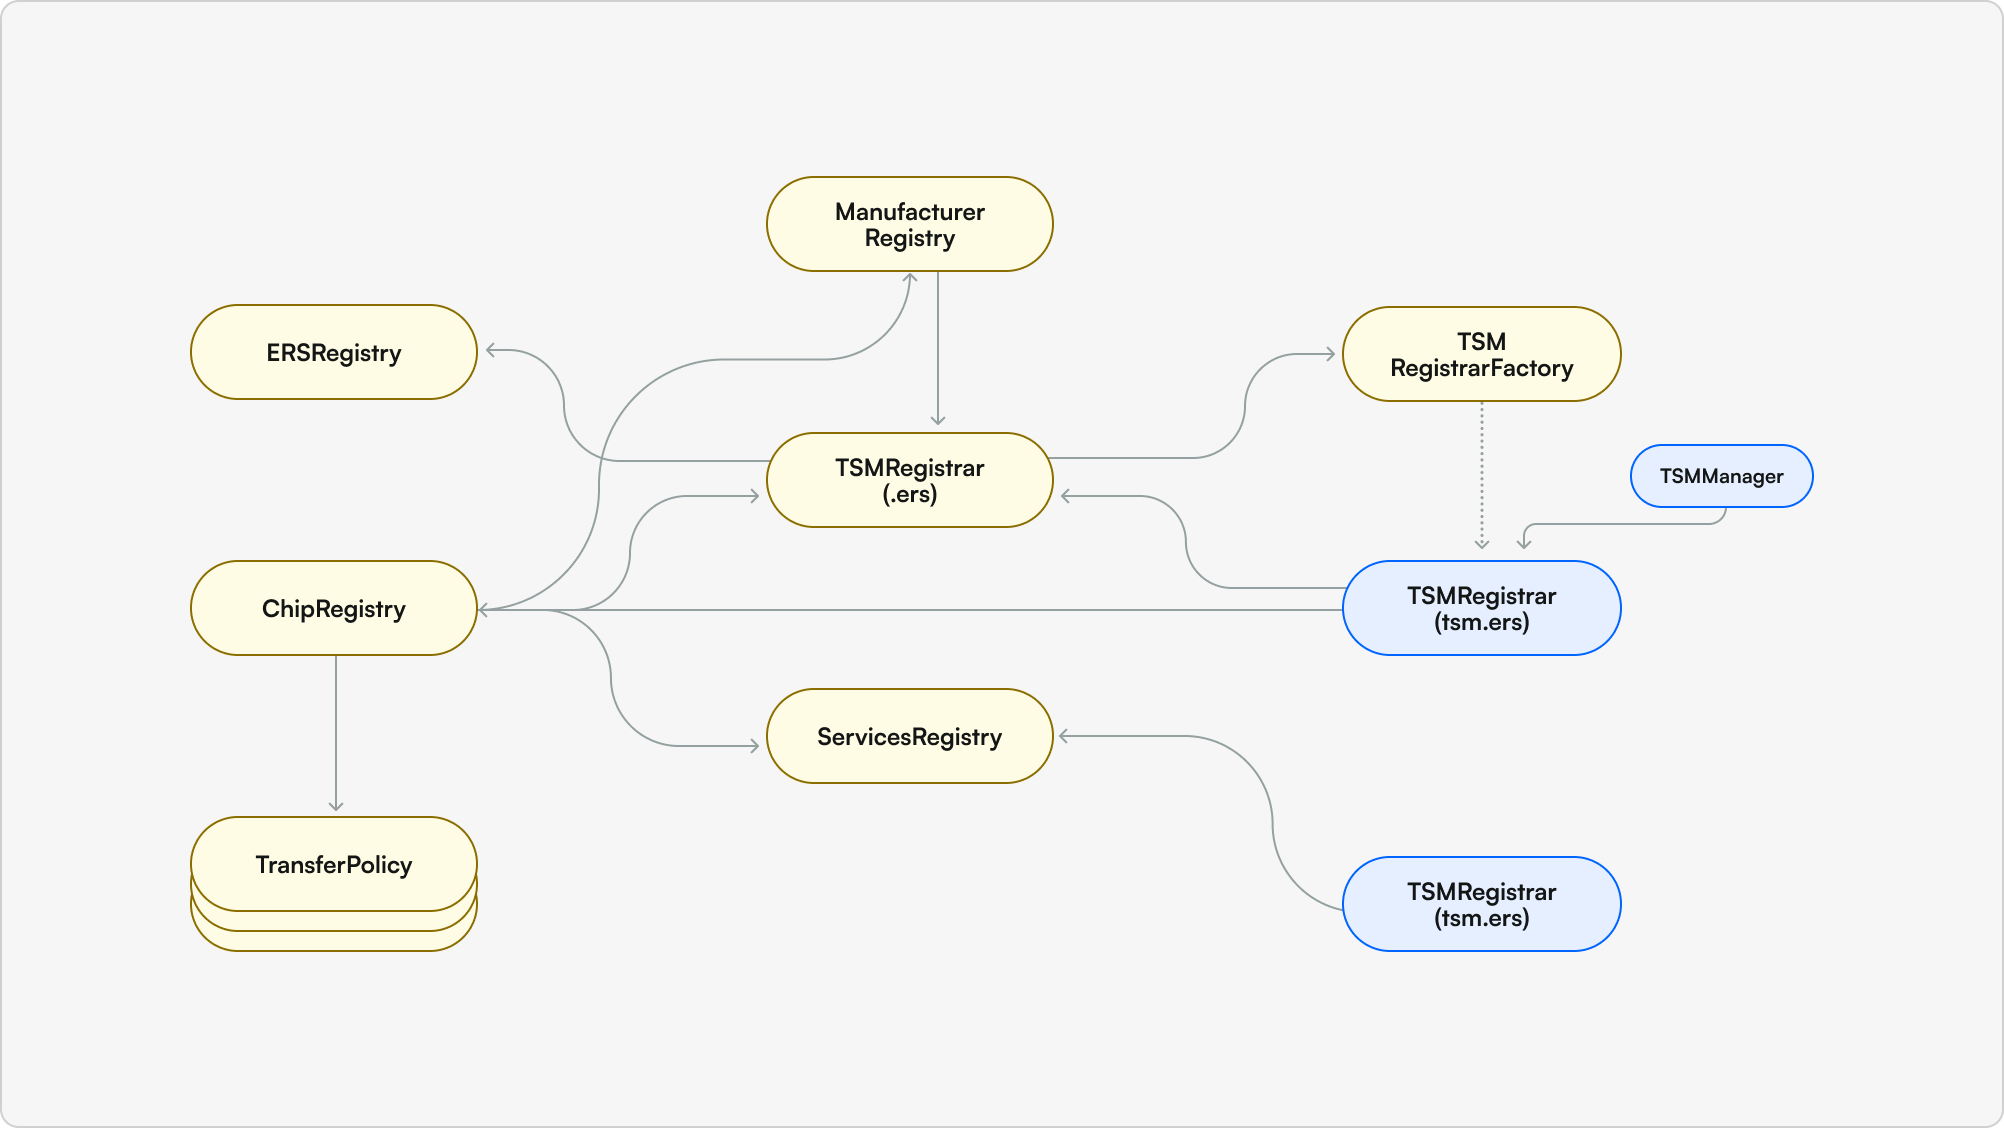 Manufacturer
Registry
ERSRegistry
TSM
RegistrarFactory
TSMRegistrar
(.ers)
TSMManager
ChipRegistry
TSMRegistrar
(tsm.ers)
ServicesRegistry
TransferPolicy
TSMRegistrar
(tsm.ers)